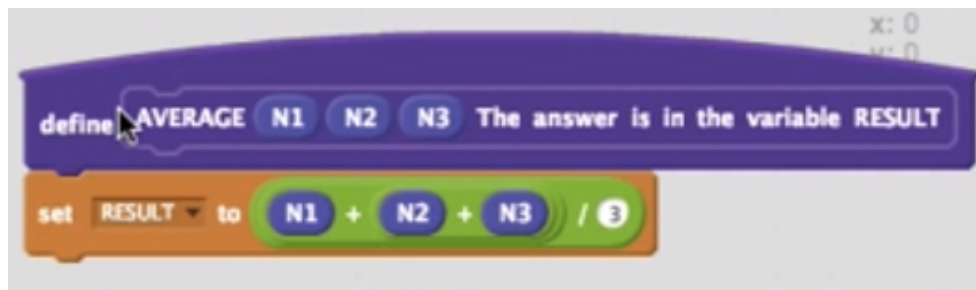 x: 0
y: 0
define AVERAGE N1 N2 N3 The answer is in the variable RESULT
set RESULT to N1 + N2 + N3 / 3